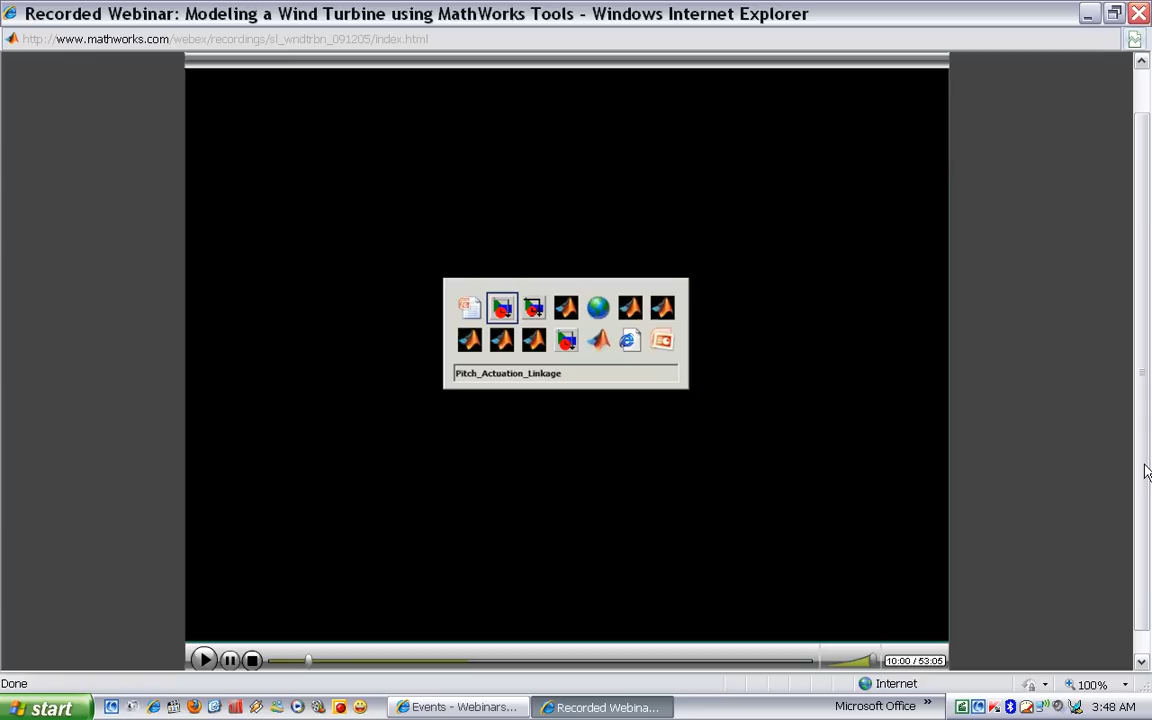 Recorded Webinar: Modeling a Wind Turbine using MathWorks Tools - Windows Internet Explorer
http://www.mathworks.com/webex/recordings/sl_wndtrbn_091205/index.html
Pitch_Actuation_Linkage
10:00 / 53:05
Done
Internet
100%
start
Events - Webinars...
Recorded Webina...
Microsoft Office
3:48 AM